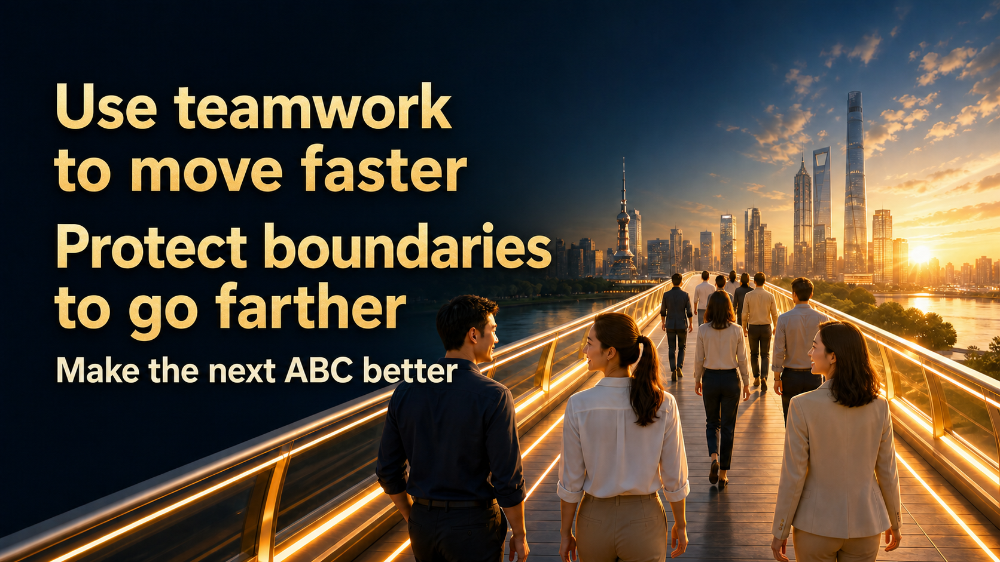 Use teamwork
to move faster
Protect boundaries
to go farther
Make the next ABC better